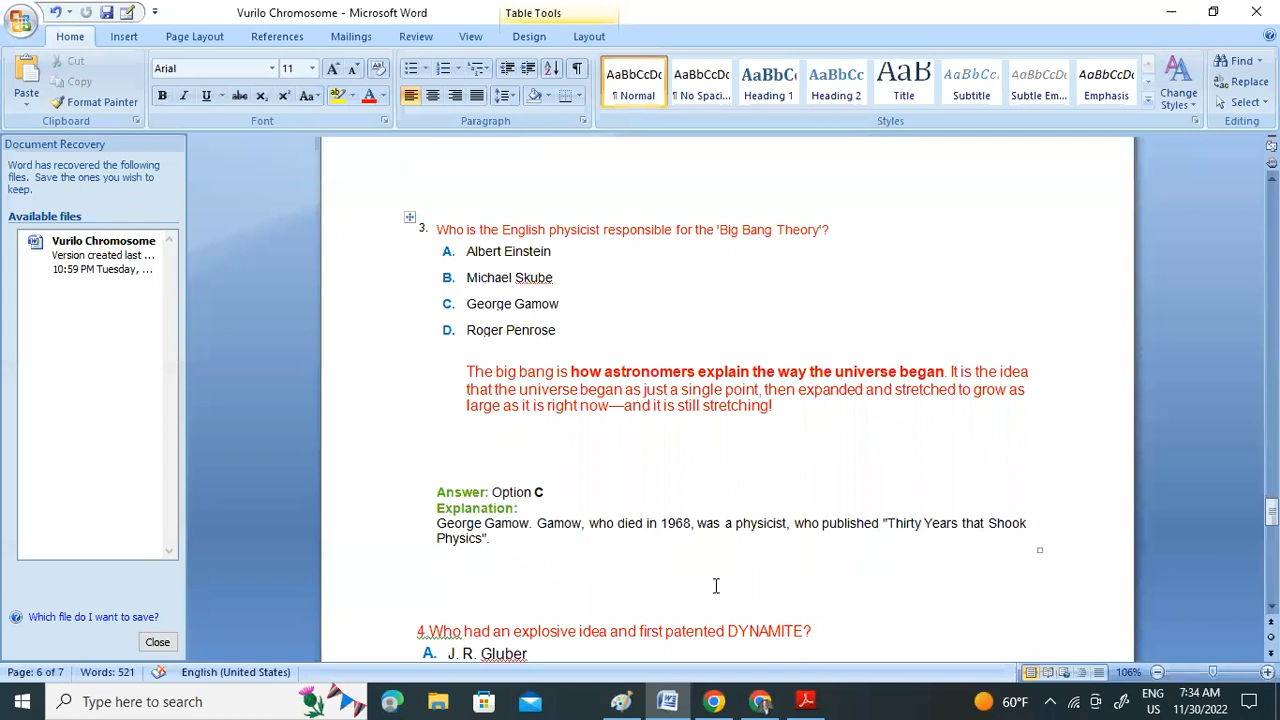 Vurilo Chromosome - Microsoft Word
Table Tools
Home Insert Page Layout References Mailings Review View Design Layout
Paste
Cut
Copy
Format Painter
Clipboard
Arial 11
Font
Paragraph
AaBbCcDc AaBbCcDc AaBbCc AaBbCc AaB AaBbCc. AaBbCcDc AaBbCcDc
¶ Normal ¶ No Spaci... Heading 1 Heading 2 Title Subtitle Subtle Em... Emphasis
Change Styles
Styles
Find
Replace
Select
Editing
Document Recovery
Word has recovered the following
files. Save the ones you wish to
keep.
Available files
Vurilo Chromosome
Version created last ...
10:59 PM Tuesday, ...
Which file do I want to save?
Close
3. Who is the English physicist responsible for the 'Big Bang Theory'?
A. Albert Einstein
B. Michael Skube
C. George Gamow
D. Roger Penrose
The big bang is how astronomers explain the way the universe began. It is the idea
that the universe began as just a single point, then expanded and stretched to grow as
large as it is right now—and it is still stretching!
Answer: Option C
Explanation:
George Gamow. Gamow, who died in 1968, was a physicist, who published "Thirty Years that Shook
Physics".
4.Who had an explosive idea and first patented DYNAMITE?
A. J. R. Gluber
Page: 6 of 7 Words: 521 English (United States) 106%
Type here to search
60°F
ENG
US
7:34 AM
11/30/2022